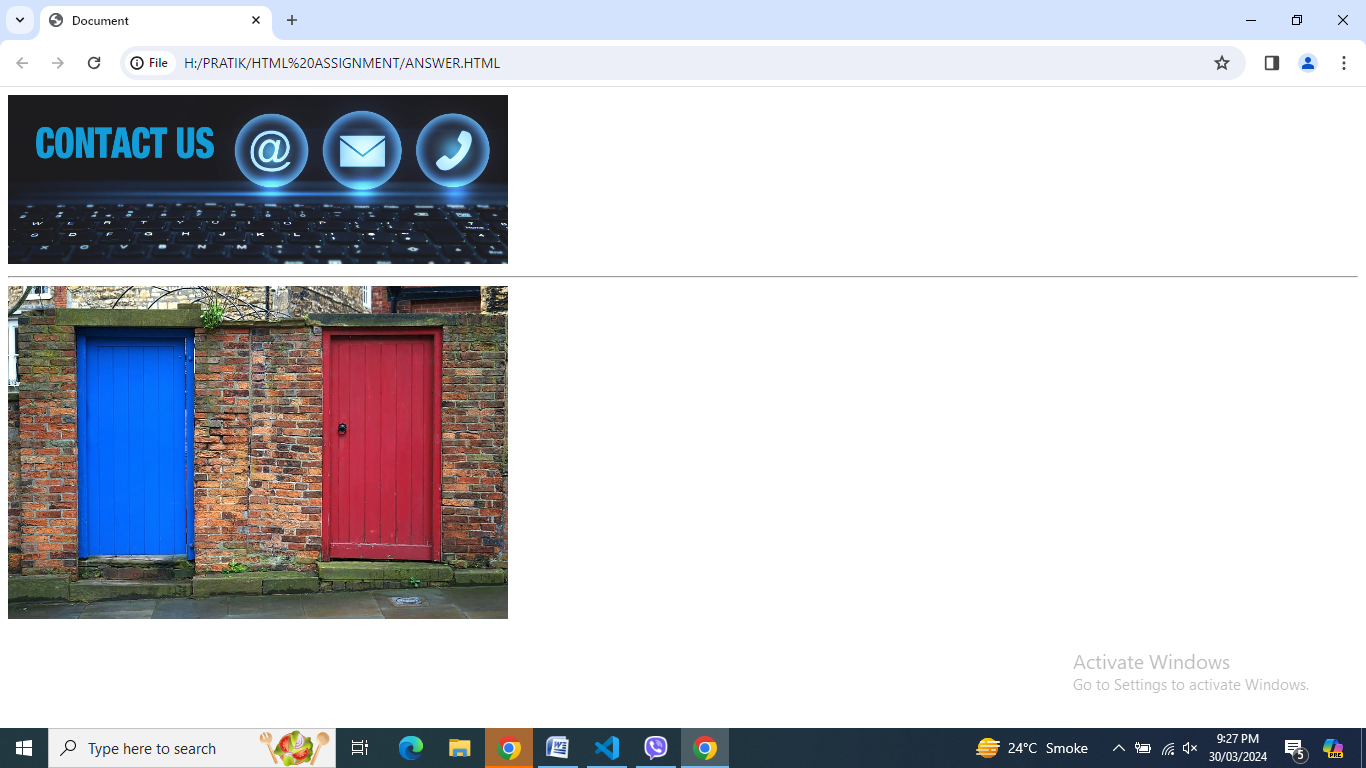 Document
File
H:/PRATIK/HTML%20ASSIGNMENT/ANSWER.HTML
CONTACT US
@
Activate Windows
Go to Settings to activate Windows.
Type here to search
24°C Smoke
9:27 PM
30/03/2024
5
PRE